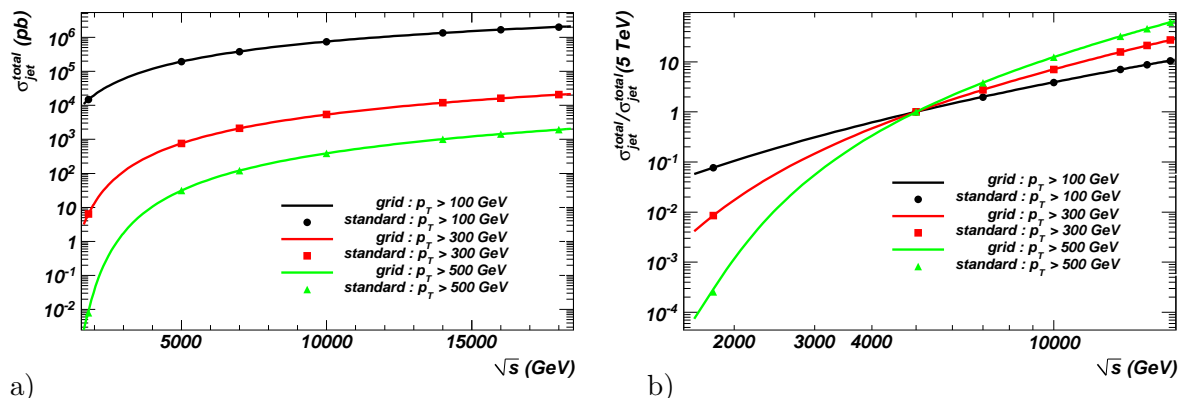 σ_jet^total (pb)
10^6
10^5
10^4
10^3
10^2
10
1
10^-1
10^-2
grid : p_T > 100 GeV
standard : p_T > 100 GeV
grid : p_T > 300 GeV
standard : p_T > 300 GeV
grid : p_T > 500 GeV
standard : p_T > 500 GeV
5000 10000 15000
√s (GeV)
a)
σ_jet^total/σ_jet^total(5 TeV)
10
1
10^-1
10^-2
10^-3
10^-4
grid : p_T > 100 GeV
standard : p_T > 100 GeV
grid : p_T > 300 GeV
standard : p_T > 300 GeV
grid : p_T > 500 GeV
standard : p_T > 500 GeV
2000 3000 4000 10000
√s (GeV)
b)